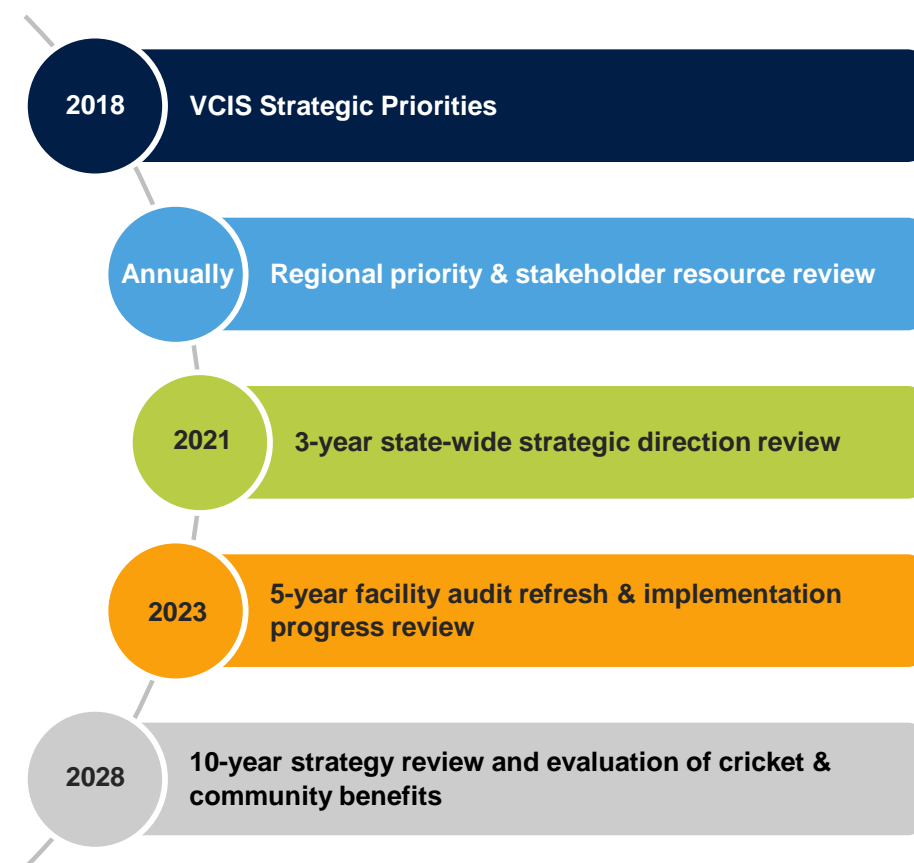 2018
VCIS Strategic Priorities
Annually
Regional priority & stakeholder resource review
2021
3-year state-wide strategic direction review
2023
5-year facility audit refresh & implementation
progress review
2028
10-year strategy review and evaluation of cricket &
community benefits